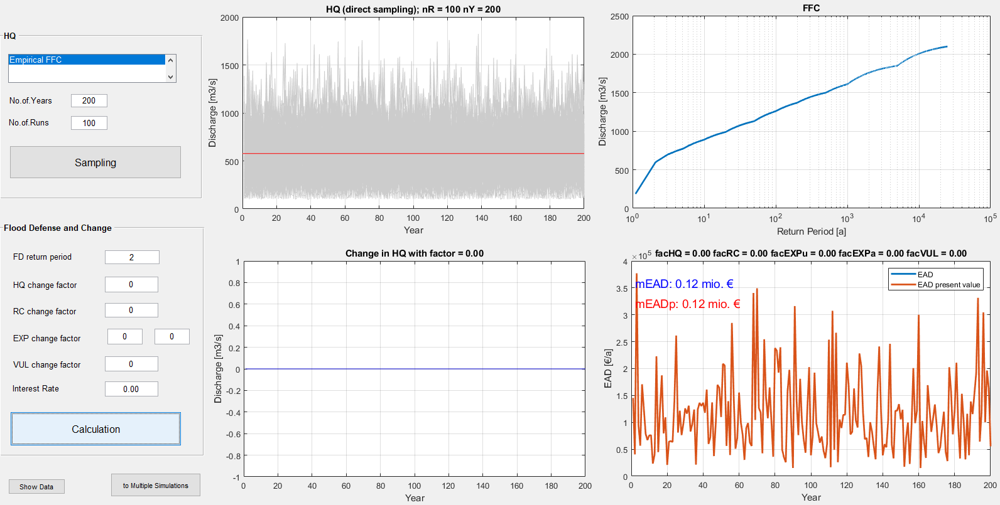 HQ
Empirical FFC
No.of.Years 200
No.of.Runs 100
Sampling
Flood Defense and Change
FD return period 2
HQ change factor 0
RC change factor 0
EXP change factor 0 0
VUL change factor 0
Interest Rate 0.00
Calculation
Show Data
to Multiple Simulations
HQ (direct sampling); nR = 100 nY = 200
Discharge [m3/s]
2000
1500
1000
500
0
0 20 40 60 80 100 120 140 160 180 200
Year
FFC
Discharge [m3/s]
2500
2000
1500
1000
500
0
10^0 10^1 10^2 10^3 10^4 10^5
Return Period [a]
Change in HQ with factor = 0.00
Discharge [m3/s]
1
0.8
0.6
0.4
0.2
0
-0.2
-0.4
-0.6
-0.8
-1
0 20 40 60 80 100 120 140 160 180 200
Year
×10^5 facHQ = 0.00 facRC = 0.00 facEXPu = 0.00 facEXPa = 0.00 facVUL = 0.00
mEAD: 0.12 mio. €
mEADp: 0.12 mio. €
EAD
EAD present value
EAD [€/a]
4
3.5
3
2.5
2
1.5
1
0.5
0
0 20 40 60 80 100 120 140 160 180 200
Year